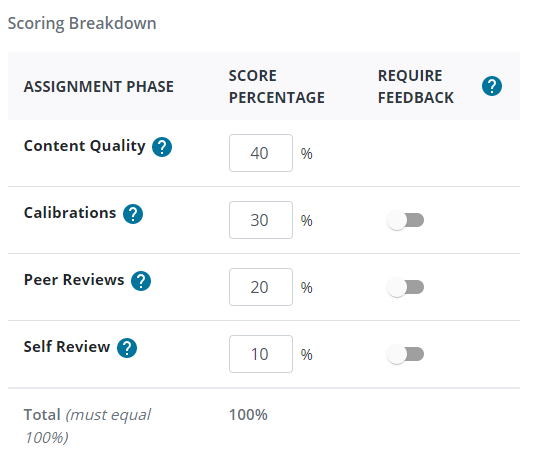 Scoring Breakdown
ASSIGNMENT PHASE
SCORE PERCENTAGE
REQUIRE FEEDBACK ?
Content Quality ? 40 %
Calibrations ? 30 %
Peer Reviews ? 20 %
Self Review ? 10 %
Total (must equal 100%) 100%